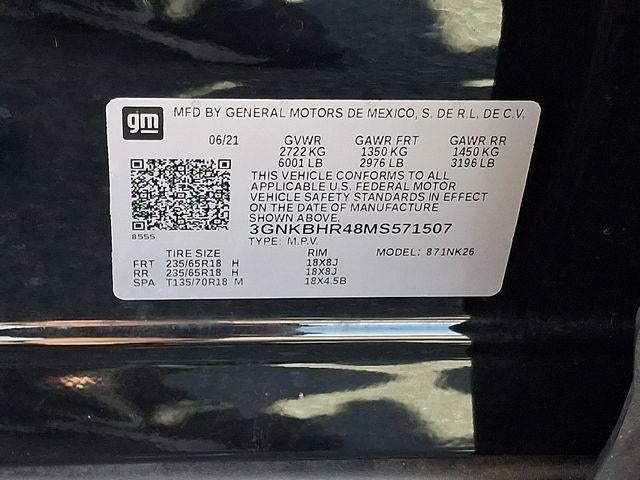 gm
MFD BY GENERAL MOTORS DE MEXICO, S. DE R.L. DE C.V.
06/21 GVWR GAWR FRT GAWR RR
2722 KG 1350 KG 1450 KG
6001 LB 2976 LB 3196 LB
THIS VEHICLE CONFORMS TO ALL
APPLICABLE U.S. FEDERAL MOTOR
VEHICLE SAFETY STANDARDS IN EFFECT
ON THE DATE OF MANUFACTURE
SHOWN ABOVE.
3GNKBHR48MS571507
8555
TYPE: M.P.V.
TIRE SIZE RIM MODEL: 871NK26
FRT 235/65R18 H 18X8J
RR 235/65R18 H 18X8J
SPA T135/70R18 M 18X4.5B